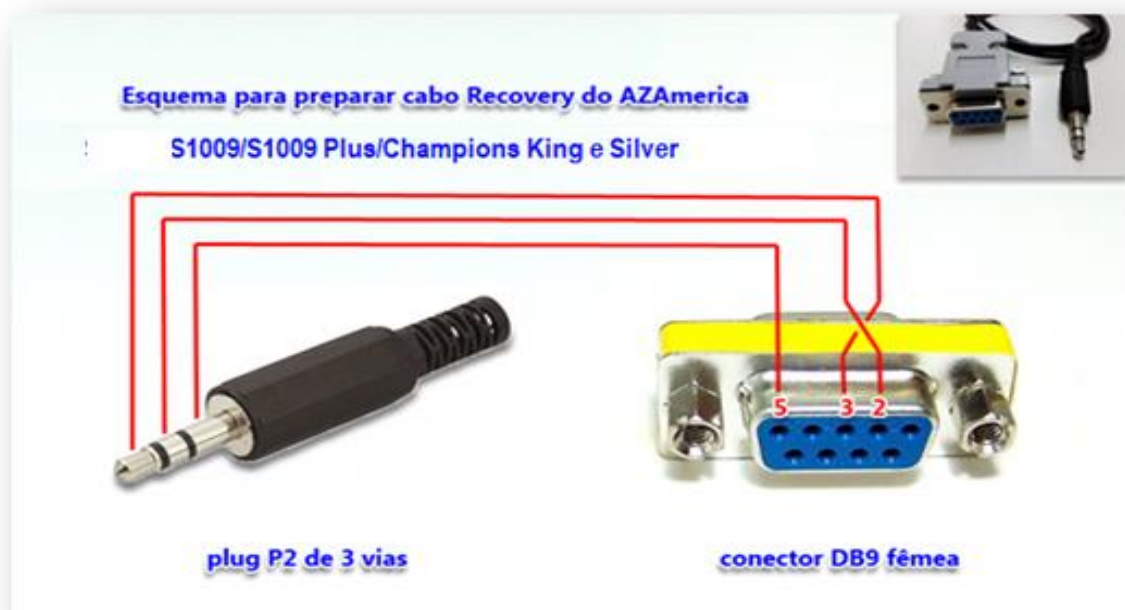 Esquema para preparar cabo Recovery do AZAmerica
S1009/S1009 Plus/Champions King e Silver
5 3 2
plug P2 de 3 vias
conector DB9 fêmea